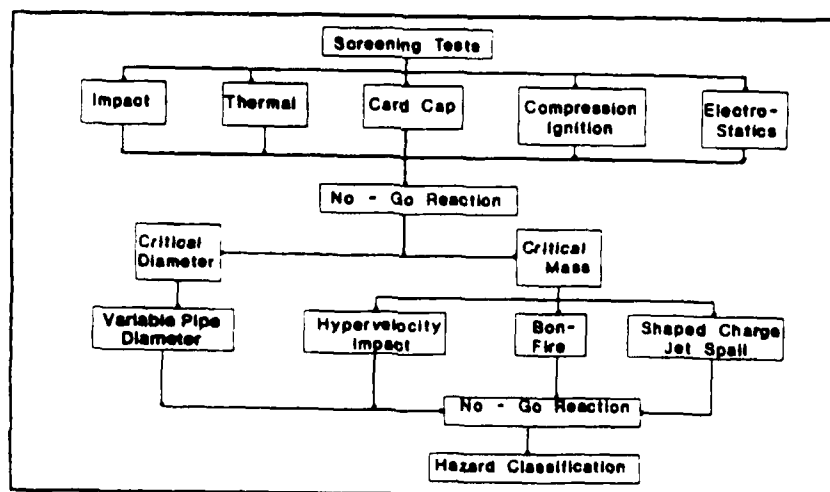 Screening Tests
Impact
Thermal
Card Cap
Compression
Ignition
Electro-
Statics
No - Go Reaction
Critical
Diameter
Critical
Mass
Variable Pipe
Diameter
Hypervelocity
Impact
Bon-
Fire
Shaped Charge
Jet Spall
No - Go Reaction
Hazard Classification